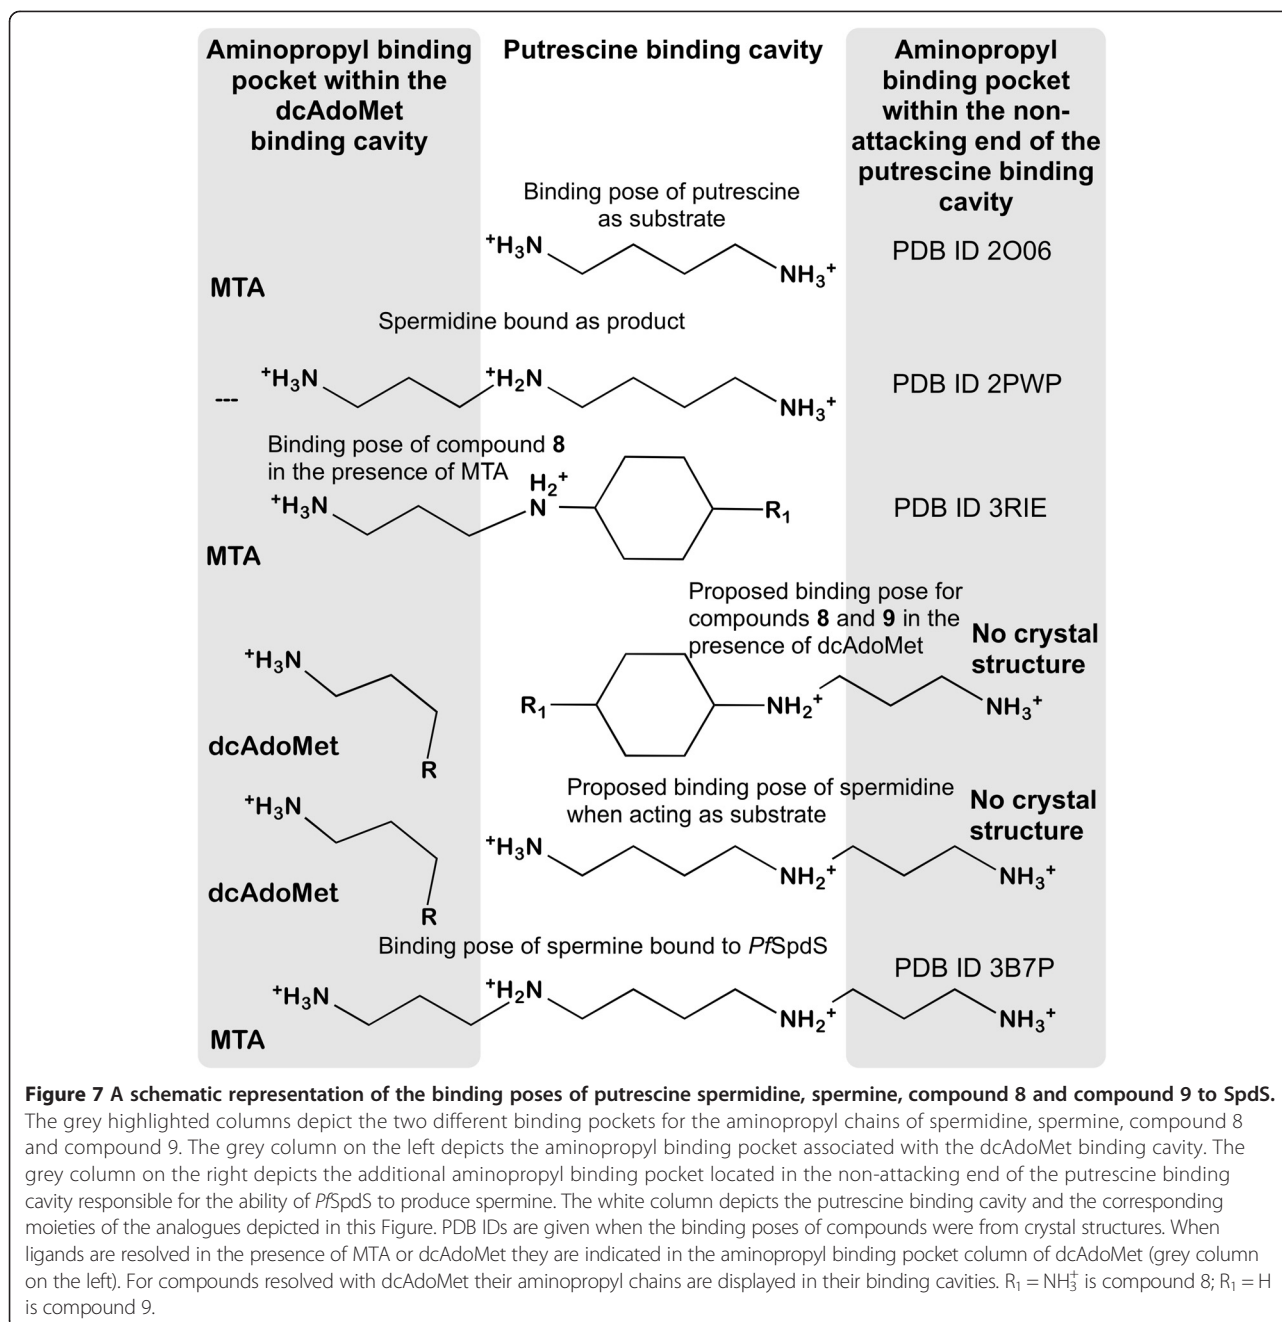 Aminopropyl binding
pocket within the
dcAdoMet
binding cavity
Putrescine binding cavity
Aminopropyl
binding pocket
within the non-
attacking end of the
putrescine binding
cavity
Binding pose of putrescine
as substrate
⁺H₃N
NH₃⁺
PDB ID 2O06
MTA
Spermidine bound as product
⁺H₃N
⁺H₂N
NH₃⁺
PDB ID 2PWP
---
Binding pose of compound 8
in the presence of MTA
⁺H₃N
H₂⁺
N
R₁
PDB ID 3RIE
MTA
Proposed binding pose for
compounds 8 and 9 in the
presence of dcAdoMet
No crystal
structure
⁺H₃N
R₁
NH₂⁺
NH₃⁺
dcAdoMet
R
Proposed binding pose of spermidine
when acting as substrate
No crystal
structure
⁺H₃N
⁺H₃N
NH₂⁺
NH₃⁺
dcAdoMet
R
Binding pose of spermine bound to PfSpdS
PDB ID 3B7P
⁺H₃N
⁺H₂N
NH₂⁺
NH₃⁺
MTA
Figure 7 A schematic representation of the binding poses of putrescine spermidine, spermine, compound 8 and compound 9 to SpdS.
The grey highlighted columns depict the two different binding pockets for the aminopropyl chains of spermidine, spermine, compound 8
and compound 9. The grey column on the left depicts the aminopropyl binding pocket associated with the dcAdoMet binding cavity. The
grey column on the right depicts the additional aminopropyl binding pocket located in the non-attacking end of the putrescine binding
cavity responsible for the ability of PfSpdS to produce spermine. The white column depicts the putrescine binding cavity and the corresponding
moieties of the analogues depicted in this Figure. PDB IDs are given when the binding poses of compounds were from crystal structures. When
ligands are resolved in the presence of MTA or dcAdoMet they are indicated in the aminopropyl binding pocket column of dcAdoMet (grey column
on the left). For compounds resolved with dcAdoMet their aminopropyl chains are displayed in their binding cavities. R₁ = NH₃⁺ is compound 8; R₁ = H
is compound 9.